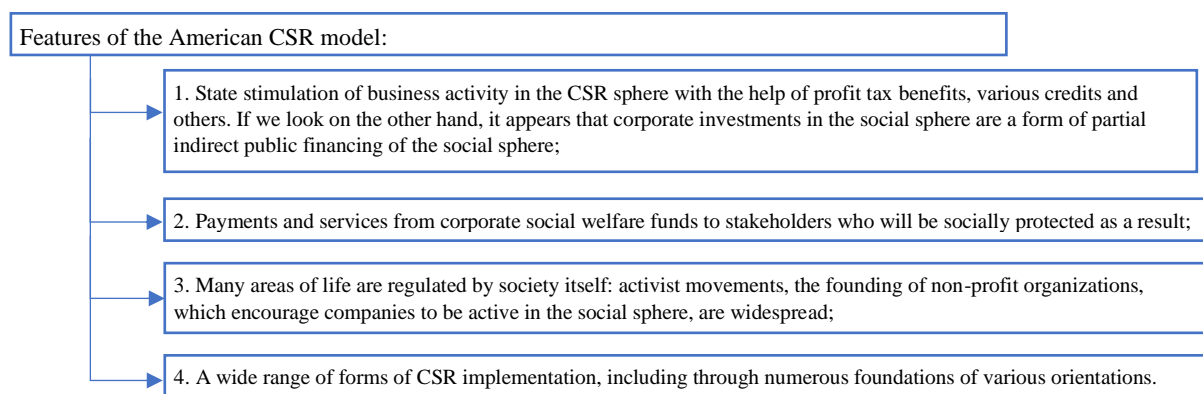 Features of the American CSR model:
1. State stimulation of business activity in the CSR sphere with the help of profit tax benefits, various credits and
others. If we look on the other hand, it appears that corporate investments in the social sphere are a form of partial
indirect public financing of the social sphere;
2. Payments and services from corporate social welfare funds to stakeholders who will be socially protected as a result;
3. Many areas of life are regulated by society itself: activist movements, the founding of non-profit organizations,
which encourage companies to be active in the social sphere, are widespread;
4. A wide range of forms of CSR implementation, including through numerous foundations of various orientations.